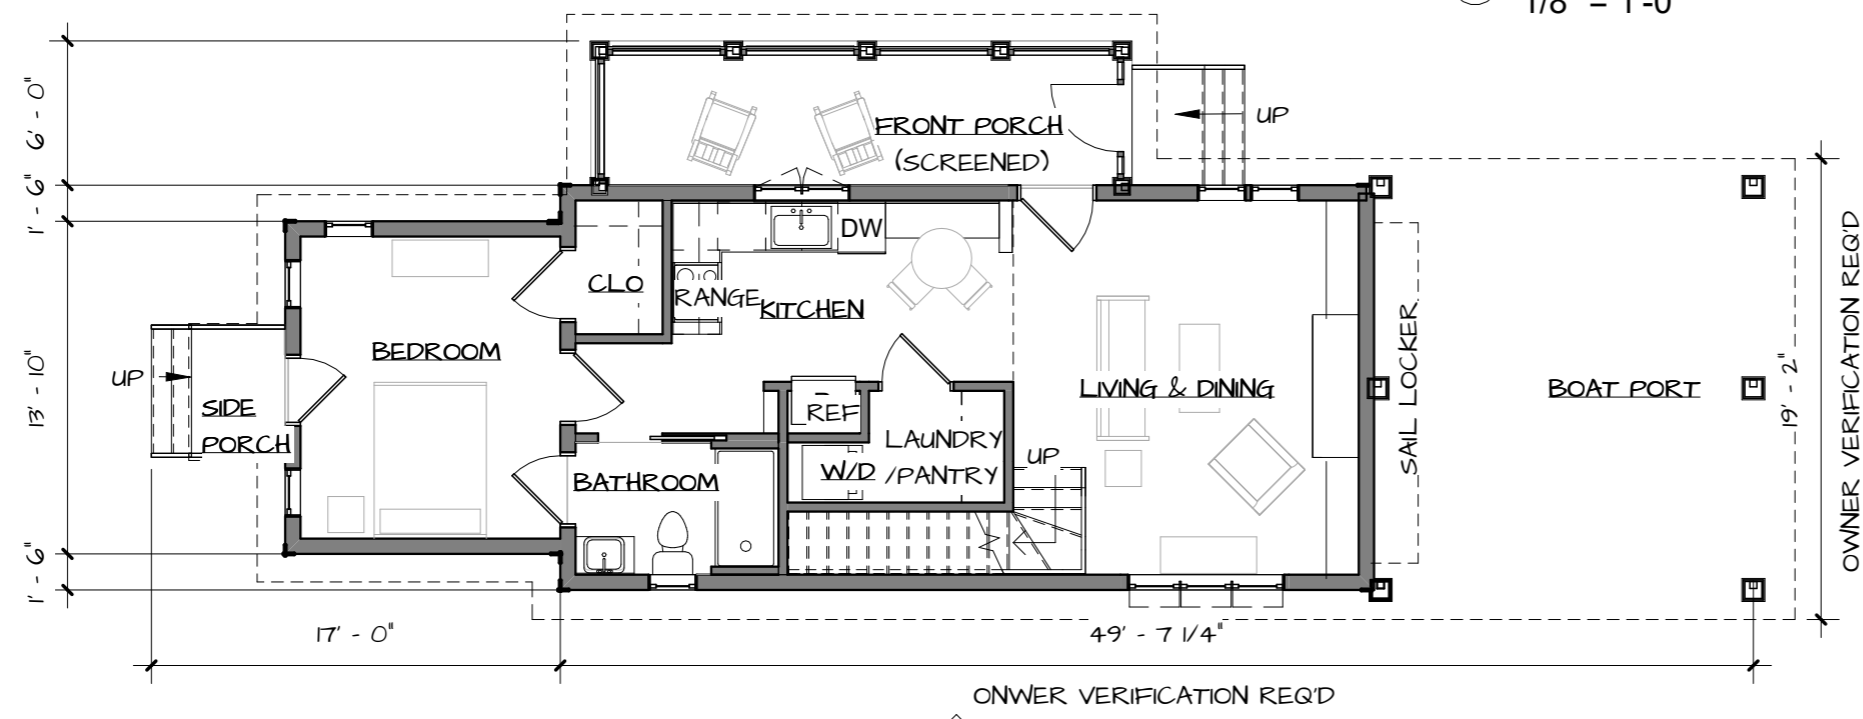 1/8" = 1'-0"
6' - 0"
UP
FRONT PORCH
(SCREENED)
1' - 6"
DW
CLO
RANGE
KITCHEN
BEDROOM
UP
13' - 10"
SIDE
PORCH
REF
LIVING & DINING
SAIL LOCKER
BOAT PORT
19' - 2"
OWNER VERIFICATION REQ'D
LAUNDRY
/PANTRY
W/D
UP
BATHROOM
1' - 6"
17' - 0"
49' - 7 1/4"
ONWER VERIFICATION REQ'D